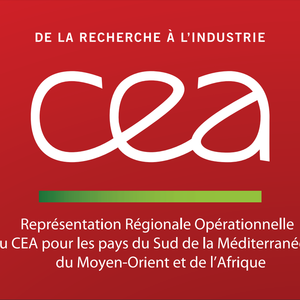 DE LA RECHERCHE À L'INDUSTRIE
cea
Représentation Régionale Opérationnelle
u CEA pour les pays du Sud de la Méditerrané
du Moyen-Orient et de l'Afrique